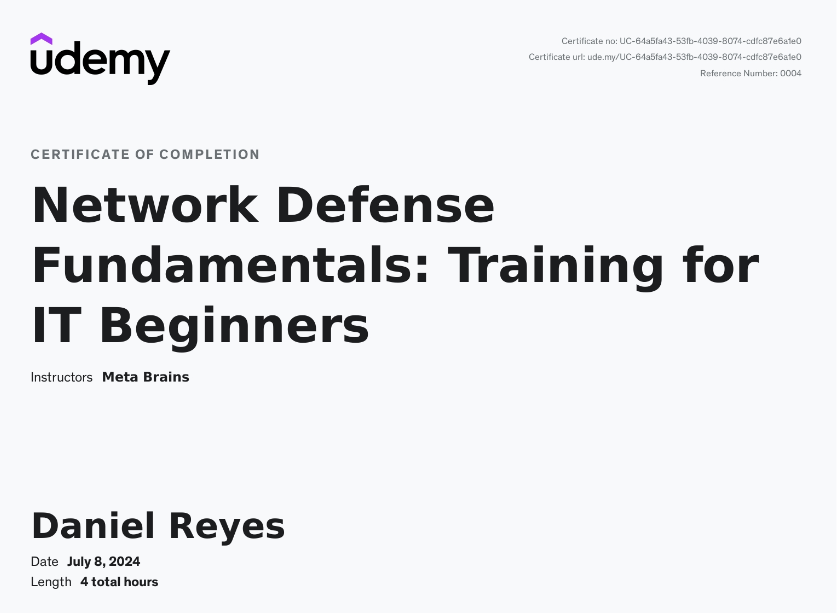 udemy
Certificate no: UC-64a5fa43-53fb-4039-8074-cdfc87e6a1e0
Certificate url: ude.my/UC-64a5fa43-53fb-4039-8074-cdfc87e6a1e0
Reference Number: 0004
CERTIFICATE OF COMPLETION
Network Defense
Fundamentals: Training for
IT Beginners
Instructors Meta Brains
Daniel Reyes
Date July 8, 2024
Length 4 total hours